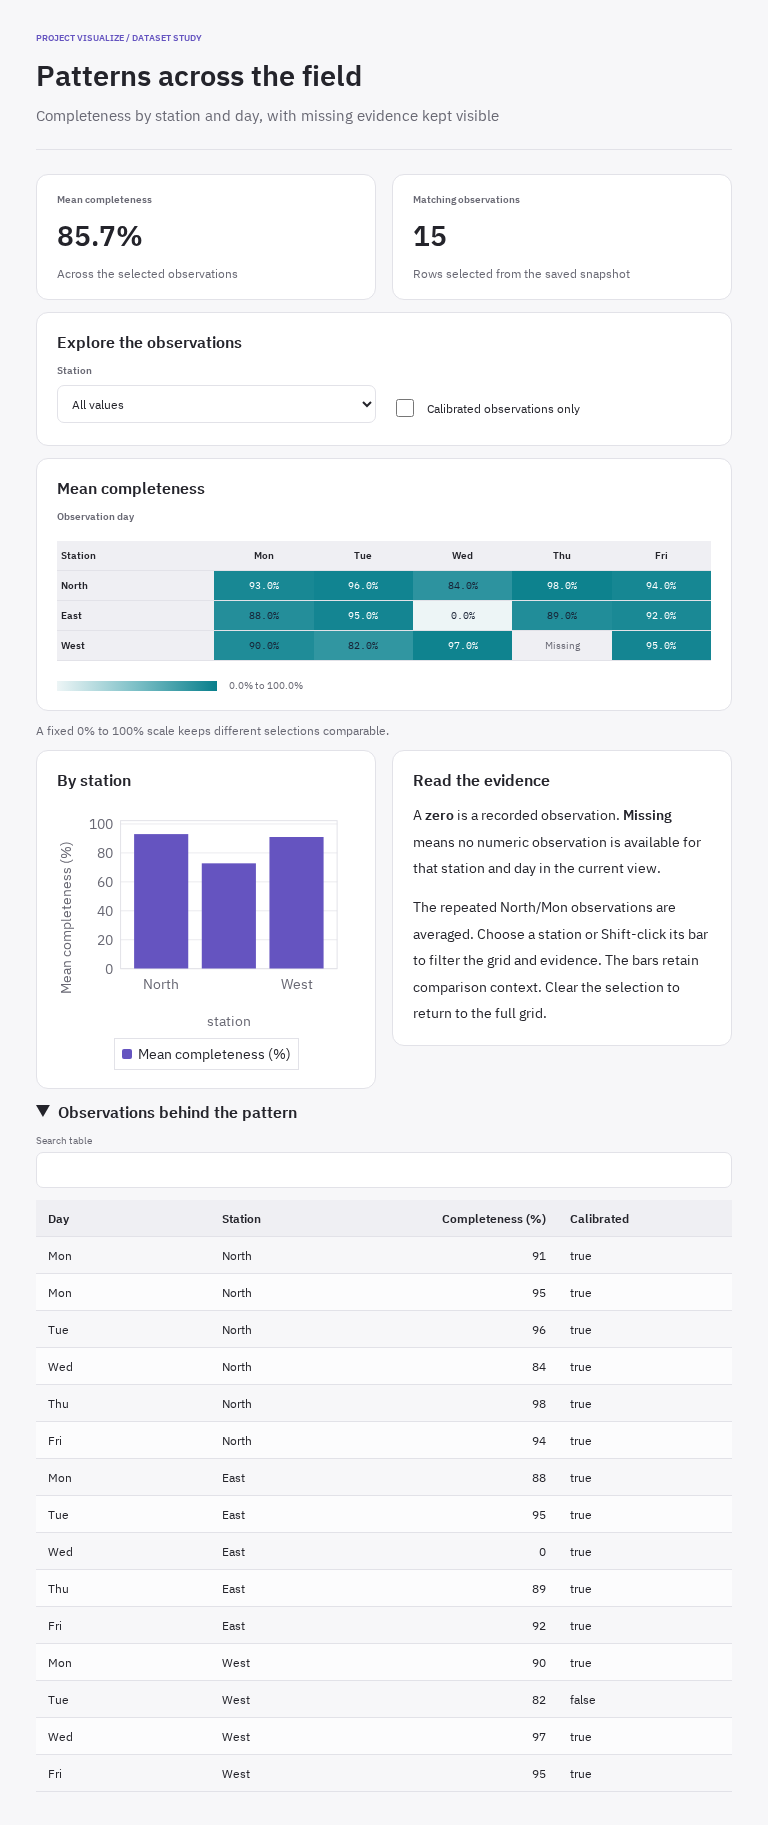 PROJECT VISUALIZE / DATASET STUDY
Patterns across the field
Completeness by station and day, with missing evidence kept visible
Mean completeness
85.7%
Across the selected observations
Matching observations
15
Rows selected from the saved snapshot
Explore the observations
Station
All values
Calibrated observations only
Mean completeness
Observation day
Station Mon Tue Wed Thu Fri
North 93.0% 96.0% 84.0% 98.0% 94.0%
East 88.0% 95.0% 0.0% 89.0% 92.0%
West 90.0% 82.0% 97.0% Missing 95.0%
0.0% to 100.0%
A fixed 0% to 100% scale keeps different selections comparable.
By station
100
80
60
40
20
0
Mean completeness (%)
North West
station
Mean completeness (%)
Read the evidence
A zero is a recorded observation. Missing
means no numeric observation is available for
that station and day in the current view.
The repeated North/Mon observations are
averaged. Choose a station or Shift-click its bar
to filter the grid and evidence. The bars retain
comparison context. Clear the selection to
return to the full grid.
Observations behind the pattern
Search table
Day Station Completeness (%) Calibrated
Mon North 91 true
Mon North 95 true
Tue North 96 true
Wed North 84 true
Thu North 98 true
Fri North 94 true
Mon East 88 true
Tue East 95 true
Wed East 0 true
Thu East 89 true
Fri East 92 true
Mon West 90 true
Tue West 82 false
Wed West 97 true
Fri West 95 true